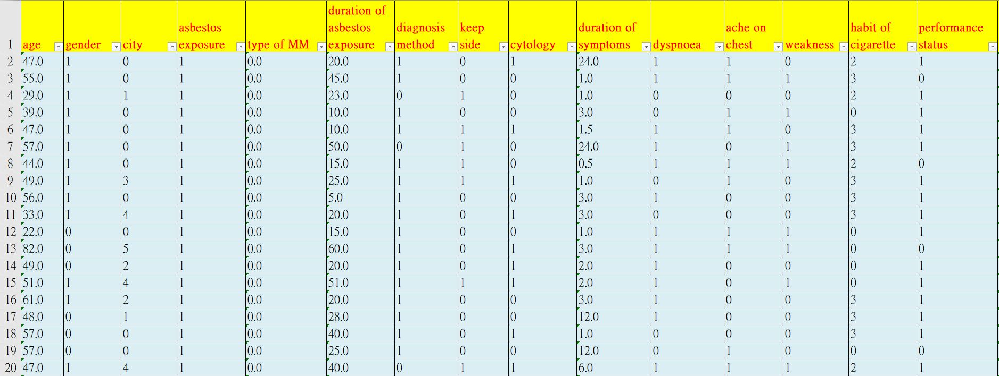 1 age gender city asbestos exposure type of MM duration of asbestos exposure diagnosis method keep side cytology duration of symptoms dyspnoea ache on chest weakness habit of cigarette performance status
2 47.0 1 0 1 0.0 20.0 1 0 1 24.0 1 1 0 2 1
3 55.0 1 0 1 0.0 45.0 1 0 0 1.0 1 1 1 3 0
4 29.0 1 1 1 0.0 23.0 0 1 0 1.0 0 0 0 2 1
5 39.0 1 0 1 0.0 10.0 1 0 0 3.0 0 1 1 0 1
6 47.0 1 0 1 0.0 10.0 1 1 1 1.5 1 1 0 3 1
7 57.0 1 0 1 0.0 50.0 0 1 0 24.0 1 0 1 3 1
8 44.0 1 0 1 0.0 15.0 1 1 0 0.5 1 1 1 2 0
9 49.0 1 3 1 0.0 25.0 1 1 1 1.0 0 1 0 3 1
10 56.0 1 0 1 0.0 5.0 1 0 0 3.0 1 0 0 3 1
11 33.0 1 4 1 0.0 20.0 1 0 1 3.0 0 0 0 3 1
12 22.0 0 0 1 0.0 15.0 1 0 0 1.0 1 1 1 0 1
13 82.0 0 5 1 0.0 60.0 1 0 1 3.0 1 1 1 0 0
14 49.0 0 2 1 0.0 20.0 1 0 1 2.0 1 0 0 0 1
15 51.0 1 4 1 0.0 51.0 1 1 1 2.0 1 0 1 0 1
16 61.0 1 2 1 0.0 20.0 1 0 0 3.0 1 0 0 3 1
17 48.0 0 1 1 0.0 28.0 1 0 0 12.0 1 0 0 3 1
18 57.0 0 0 1 0.0 40.0 1 0 1 1.0 0 0 0 3 1
19 57.0 0 0 1 0.0 25.0 1 0 0 12.0 0 1 0 0 0
20 47.0 1 4 1 0.0 40.0 0 1 1 6.0 1 1 1 2 1